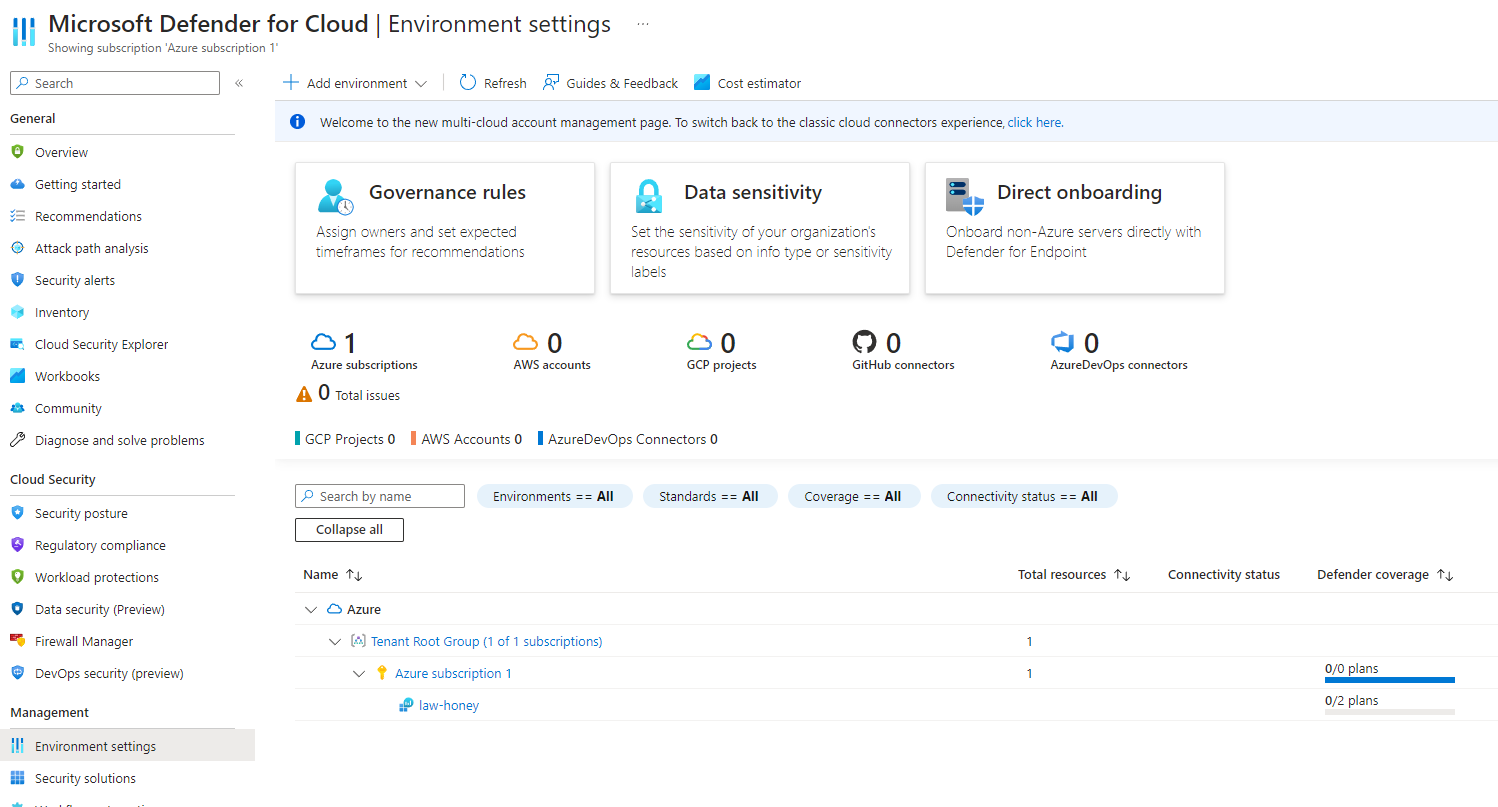 Microsoft Defender for Cloud | Environment settings ...
Showing subscription 'Azure subscription 1'
Search
«
General
Overview
Getting started
Recommendations
Attack path analysis
Security alerts
Inventory
Cloud Security Explorer
Workbooks
Community
Diagnose and solve problems
Cloud Security
Security posture
Regulatory compliance
Workload protections
Data security (Preview)
Firewall Manager
DevOps security (preview)
Management
Environment settings
Security solutions
Add environment Refresh Guides & Feedback Cost estimator
Welcome to the new multi-cloud account management page. To switch back to the classic cloud connectors experience, click here.
Governance rules
Assign owners and set expected
timeframes for recommendations
Data sensitivity
Set the sensitivity of your organization's
resources based on info type or sensitivity
labels
Direct onboarding
Onboard non-Azure servers directly with
Defender for Endpoint
1
Azure subscriptions
0
AWS accounts
0
GCP projects
0
GitHub connectors
0
AzureDevOps connectors
0 Total issues
GCP Projects 0 AWS Accounts 0 AzureDevOps Connectors 0
Search by name Environments == All Standards == All Coverage == All Connectivity status == All
Collapse all
Name Total resources Connectivity status Defender coverage
Azure
Tenant Root Group (1 of 1 subscriptions) 1
Azure subscription 1 1 0/0 plans
law-honey 0/2 plans